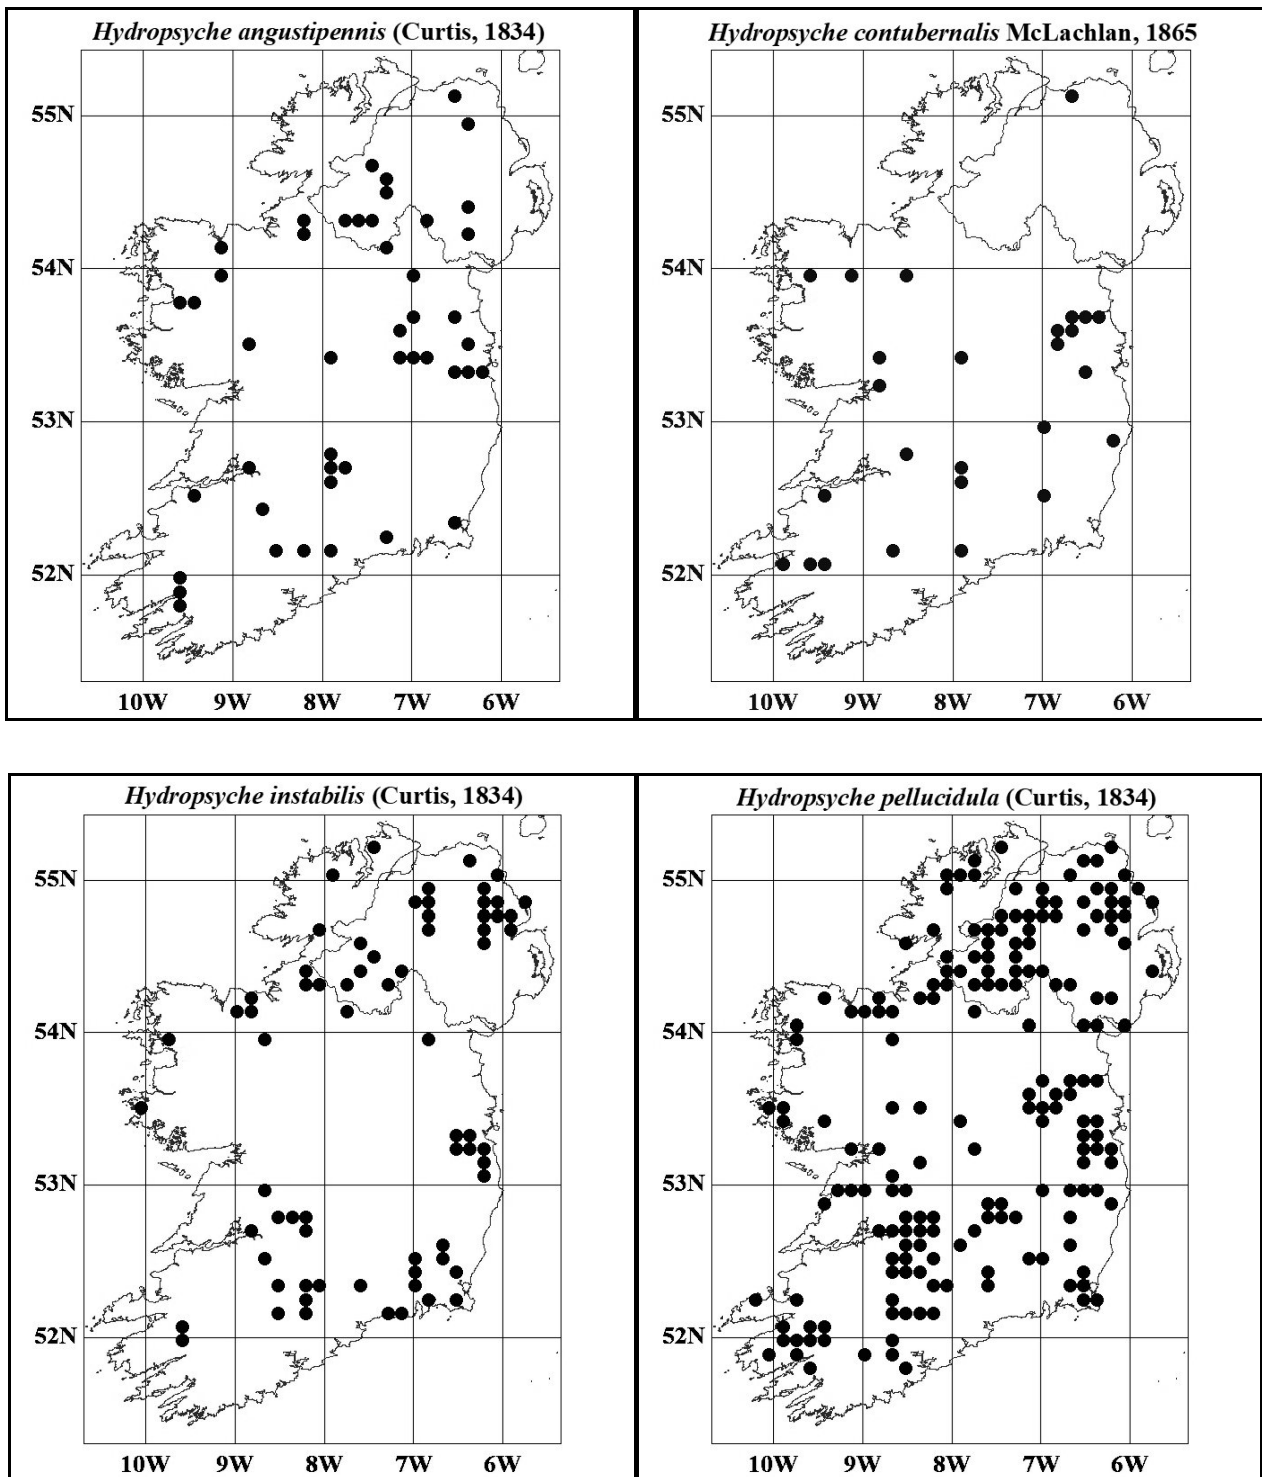 Hydropsyche angustipennis (Curtis, 1834)
55N
54N
53N
52N
10W 9W 8W 7W 6W
Hydropsyche contubernalis McLachlan, 1865
55N
54N
53N
52N
10W 9W 8W 7W 6W
Hydropsyche instabilis (Curtis, 1834)
55N
54N
53N
52N
10W 9W 8W 7W 6W
Hydropsyche pellucidula (Curtis, 1834)
55N
54N
53N
52N
10W 9W 8W 7W 6W